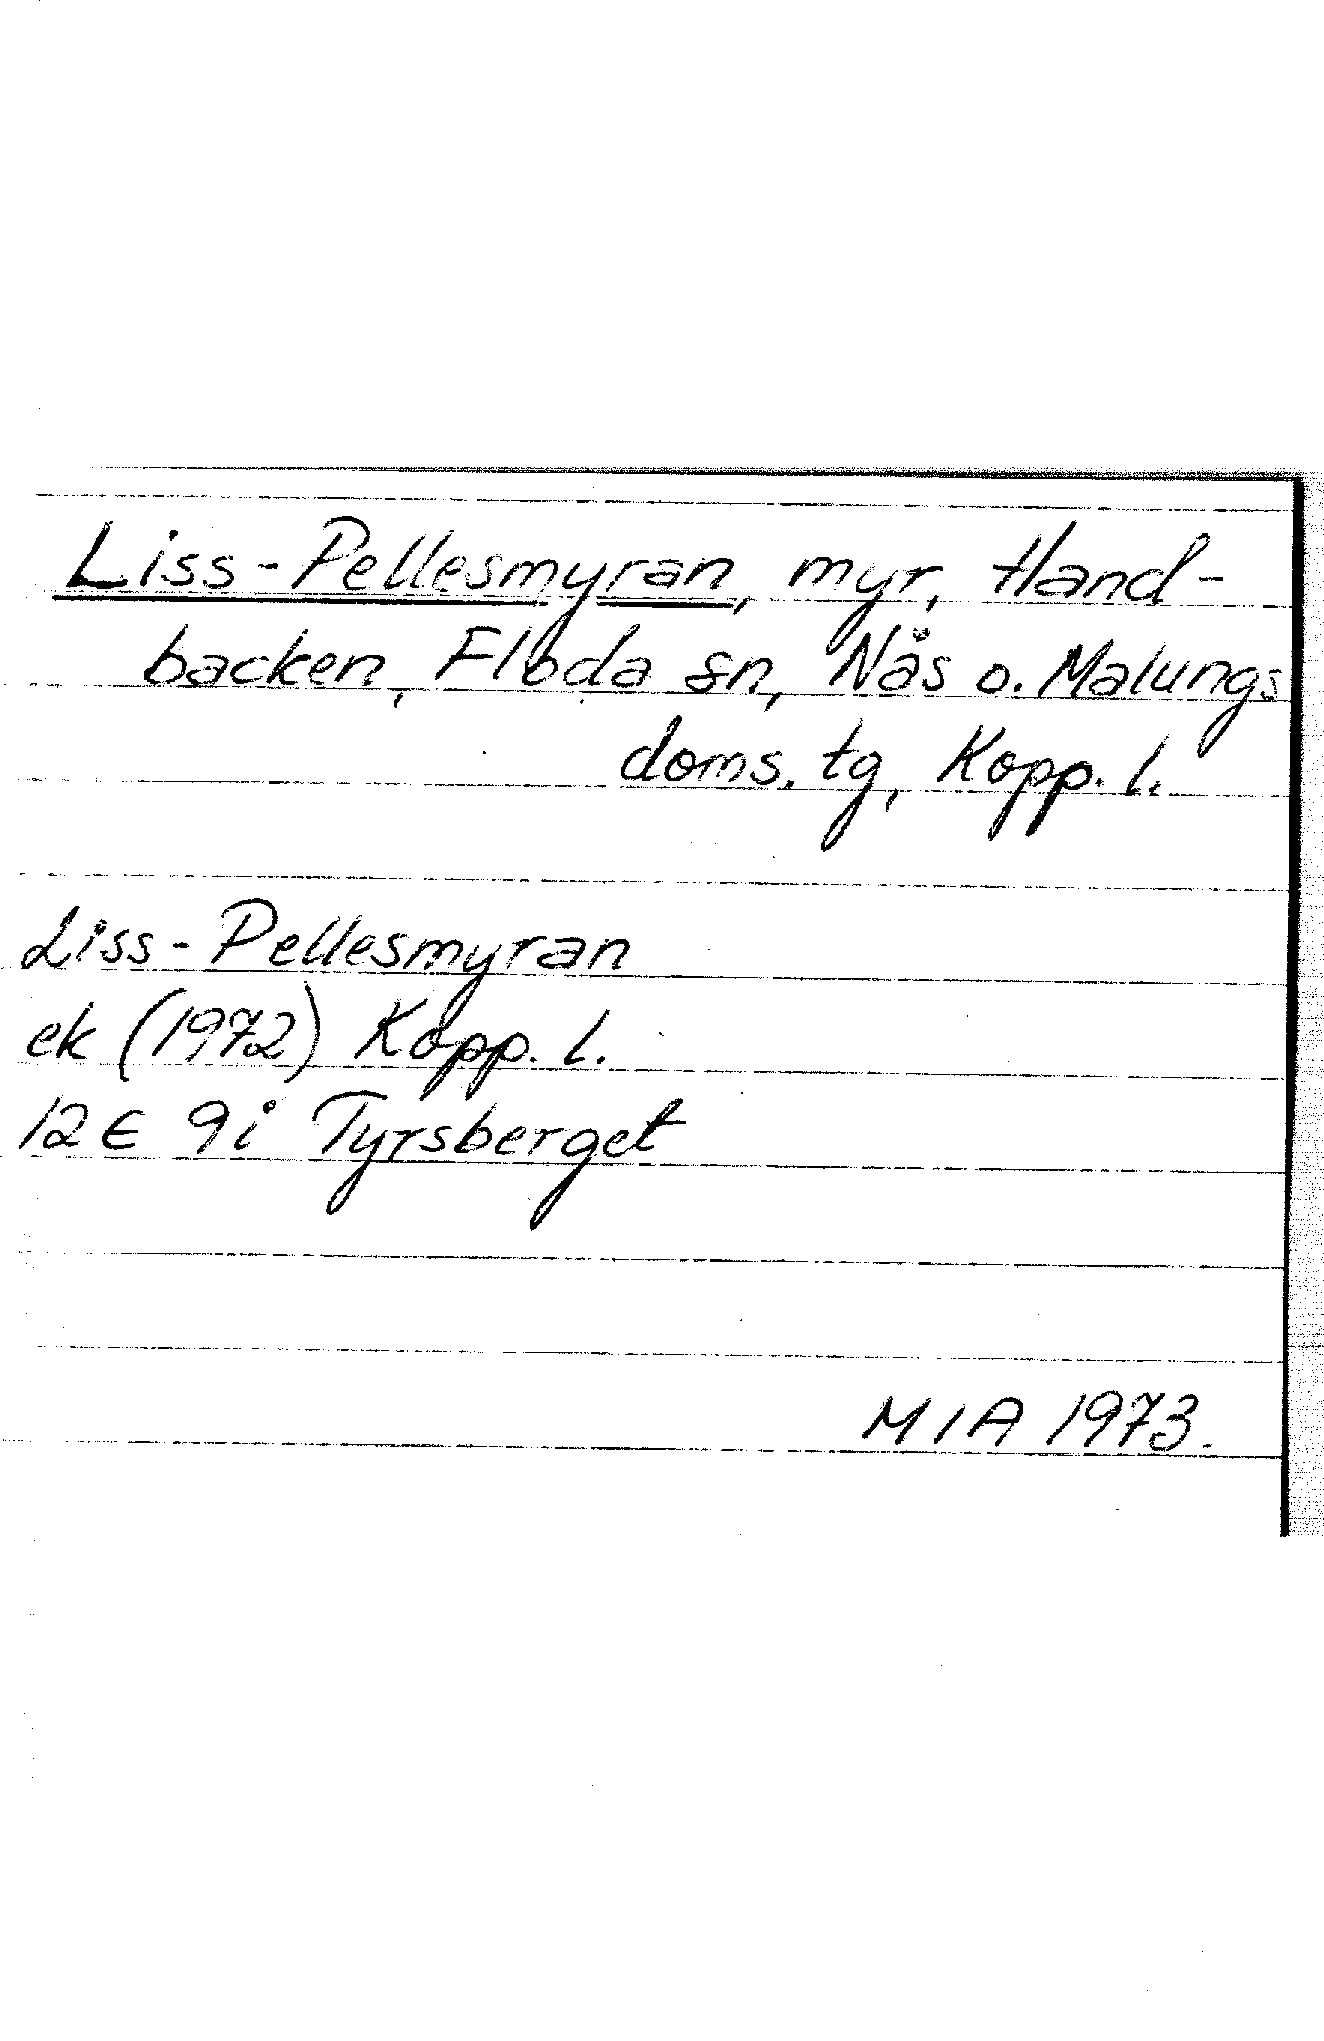 Liss-Pellesmyran, myr, Hand-
backen, Floda sn, Nås o. Malungs
doms. tg, Kopp. l.
Liss-Pellesmyran
ek (1972) Kopp. l.
12E 9i Tyrsberget
MIA 1973.